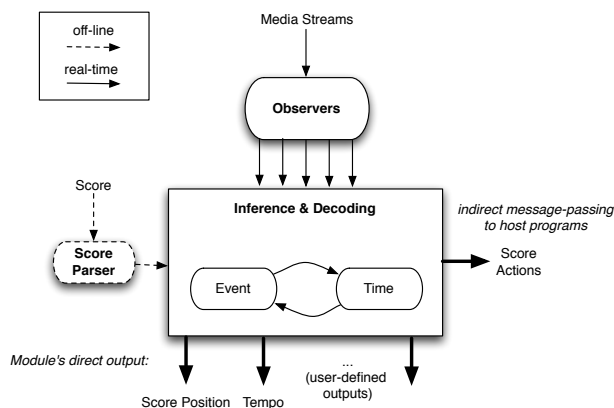 off-line
real-time
Media Streams
Observers
Score
Score
Parser
Inference & Decoding
Event
Time
indirect message-passing
to host programs
Score
Actions
Module's direct output:
Score Position
Tempo
...
(user-defined
outputs)